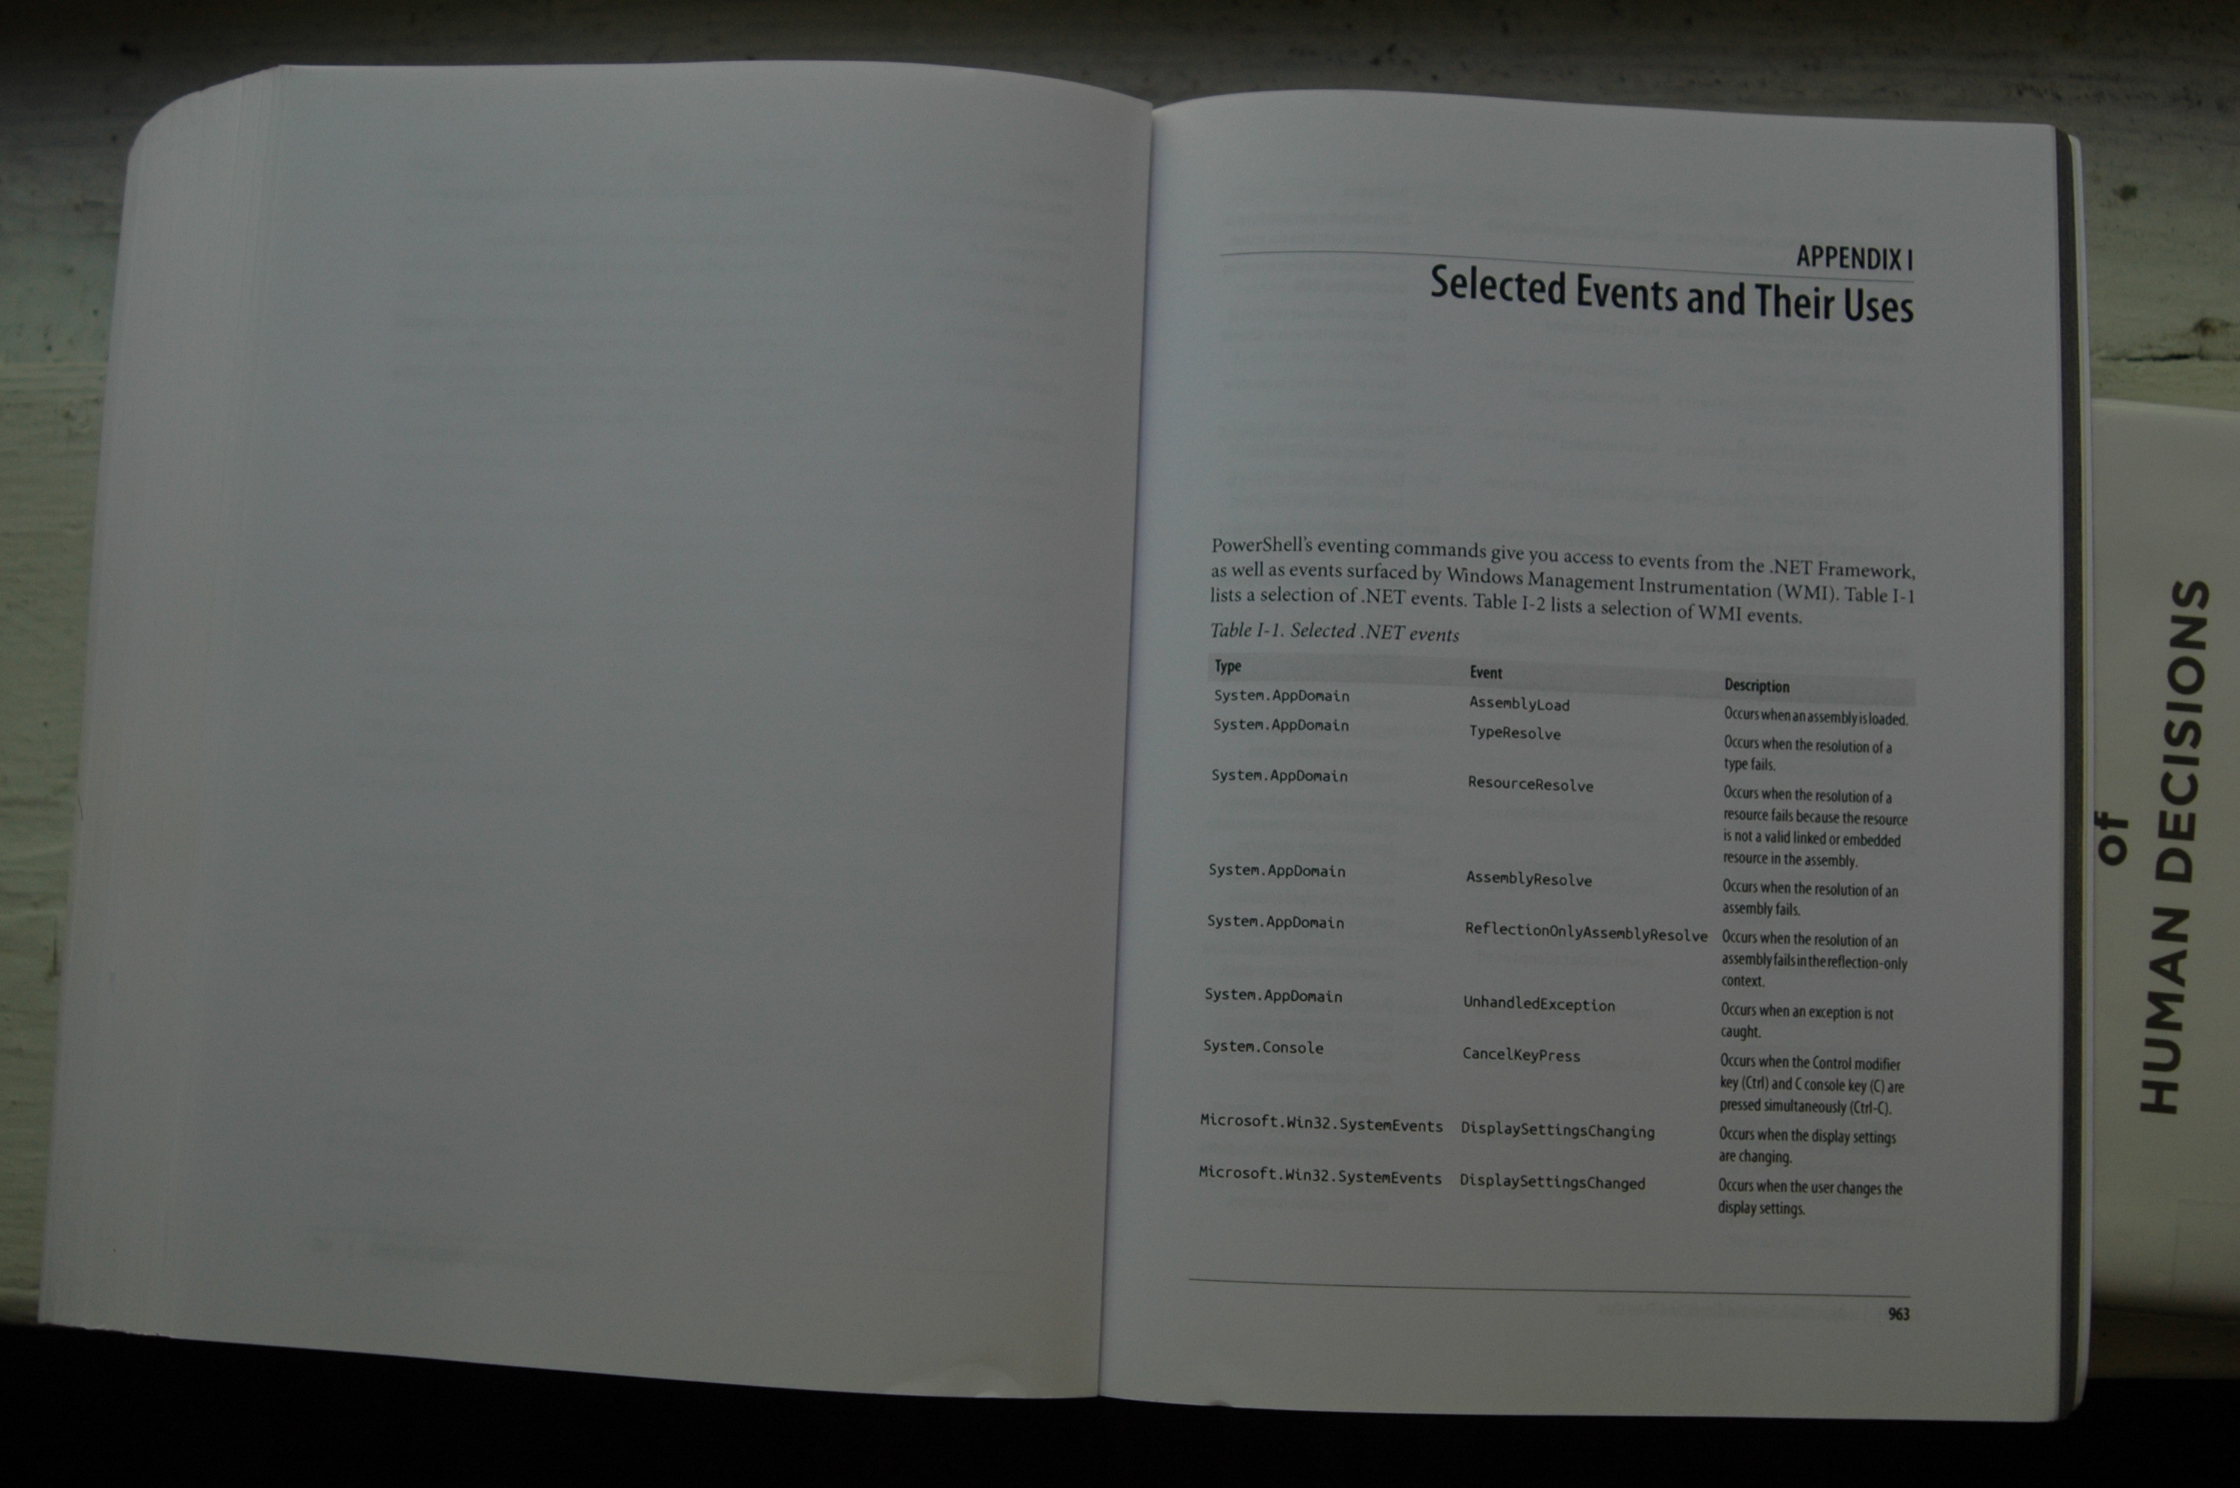 APPENDIX I
Selected Events and Their Uses
PowerShell's eventing commands give you access to events from the .NET Framework,
as well as events surfaced by Windows Management Instrumentation (WMI). Table I-1
lists a selection of .NET events. Table I-2 lists a selection of WMI events.
Table I-1. Selected .NET events
Type Event Description
System.AppDomain AssemblyLoad Occurs when an assembly is loaded.
System.AppDomain TypeResolve Occurs when the resolution of a
type fails.
System.AppDomain ResourceResolve Occurs when the resolution of a
resource fails because the resource
is not a valid linked or embedded
resource in the assembly.
System.AppDomain AssemblyResolve Occurs when the resolution of an
assembly fails.
System.AppDomain ReflectionOnlyAssemblyResolve Occurs when the resolution of an
assembly fails in the reflection-only
context.
System.AppDomain UnhandledException Occurs when an exception is not
caught.
System.Console CancelKeyPress Occurs when the Control modifier
key (Ctrl) and C console key (C) are
pressed simultaneously (Ctrl-C).
Microsoft.Win32.SystemEvents DisplaySettingsChanging Occurs when the display settings
are changing.
Microsoft.Win32.SystemEvents DisplaySettingsChanged Occurs when the user changes the
display settings.
963
of
HUMAN DECISIONS